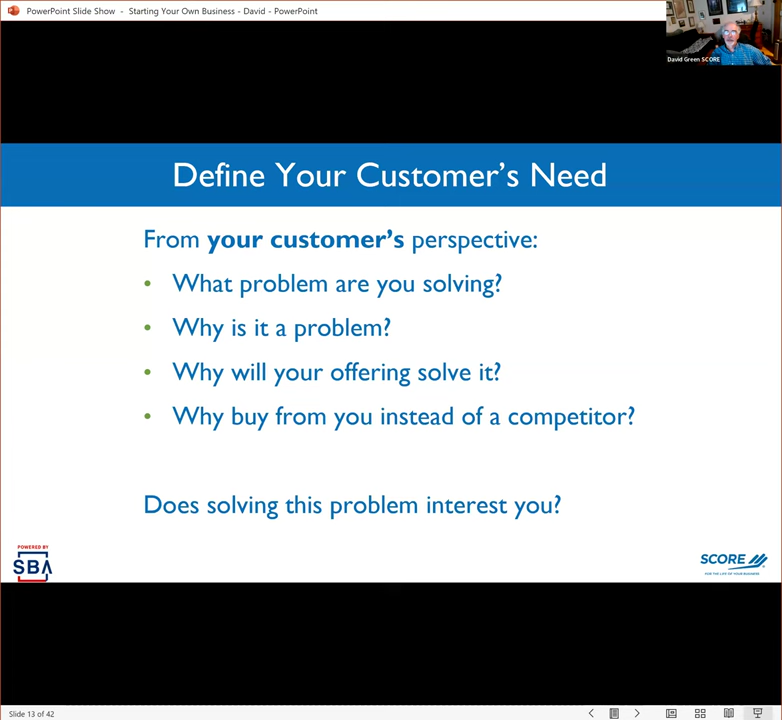 PowerPoint Slide Show - Starting Your Own Business - David - PowerPoint
David Green SCORE
Define Your Customer's Need
From your customer's perspective:
• What problem are you solving?
• Why is it a problem?
• Why will your offering solve it?
• Why buy from you instead of a competitor?
Does solving this problem interest you?
POWERED BY
SBA
SCORE
FOR THE LIFE OF YOUR BUSINESS
Slide 13 of 42